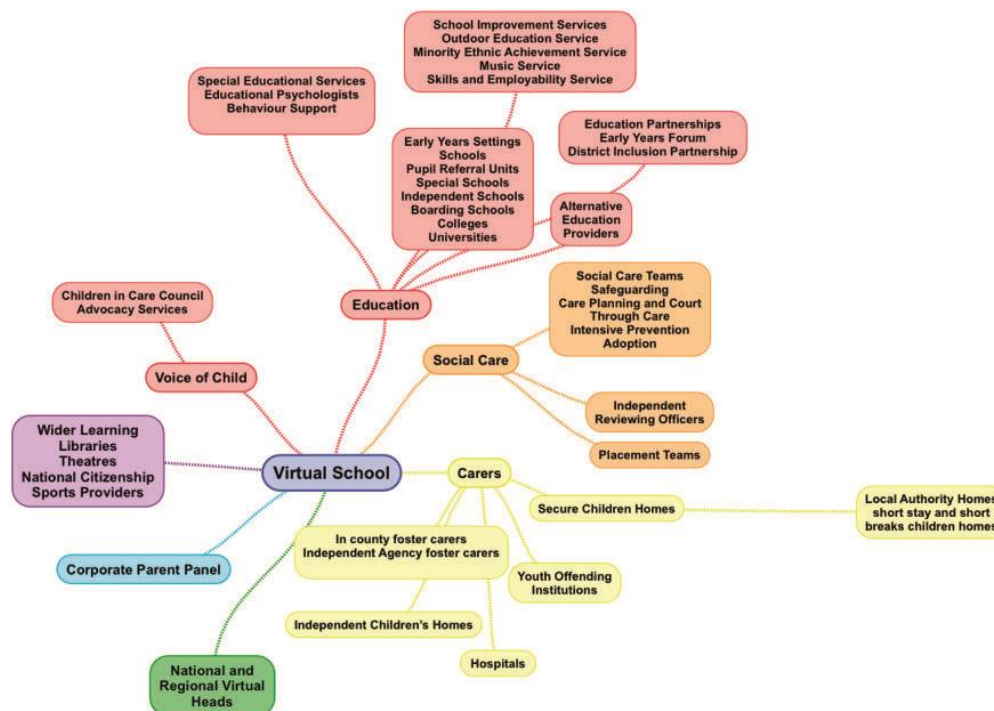 School Improvement Services
Outdoor Education Service
Minority Ethnic Achievement Service
Music Service
Skills and Employability Service
Special Educational Services
Educational Psychologists
Behaviour Support
Education Partnerships
Early Years Forum
District Inclusion Partnership
Early Years Settings
Schools
Pupil Referral Units
Special Schools
Independent Schools
Boarding Schools
Colleges
Universities
Alternative
Education
Providers
Education
Children in Care Council
Advocacy Services
Voice of Child
Social Care Teams
Safeguarding
Care Planning and Court
Through Care
Intensive Prevention
Adoption
Social Care
Independent
Reviewing Officers
Placement Teams
Wider Learning
Libraries
Theatres
National Citizenship
Sports Providers
Virtual School
Carers
Secure Children Homes
Local Authority Homes
short stay and short
breaks children homes
In county foster carers
Independent Agency foster carers
Youth Offending
Institutions
Corporate Parent Panel
Independent Children's Homes
Hospitals
National and
Regional Virtual
Heads